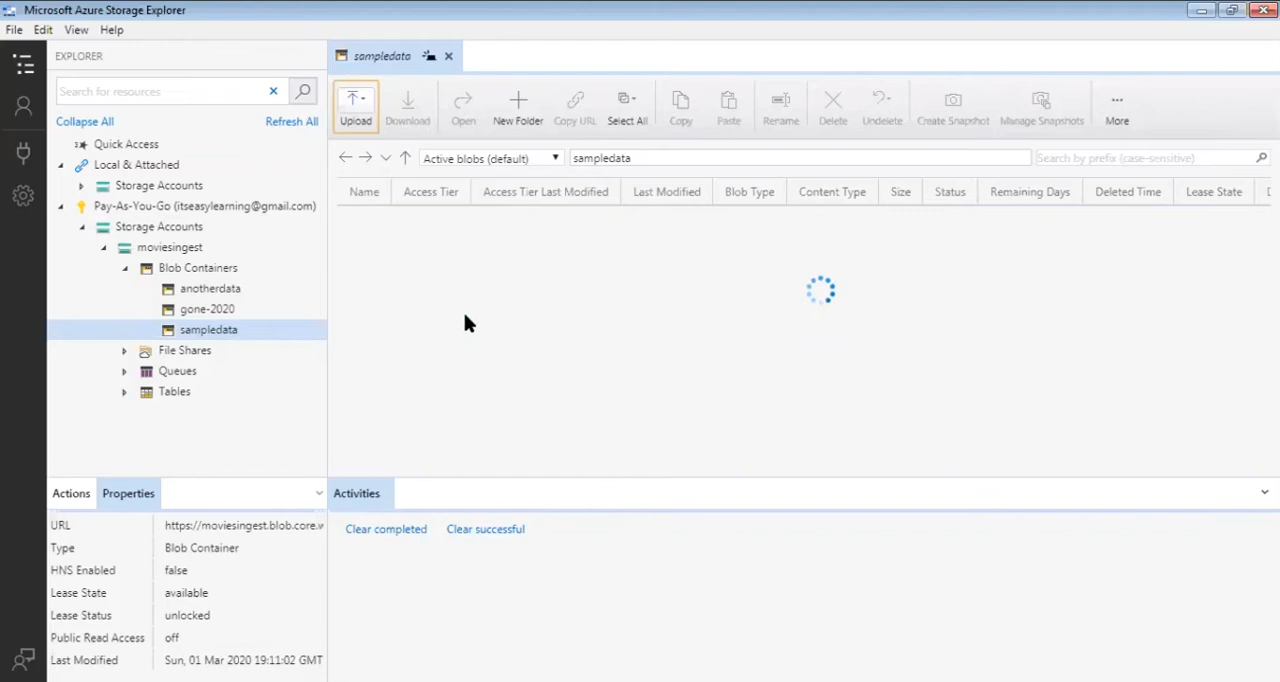 Microsoft Azure Storage Explorer
File Edit View Help
EXPLORER
Search for resources
Collapse All Refresh All
Quick Access
Local & Attached
Storage Accounts
Pay-As-You-Go (itseasylearning@gmail.com)
Storage Accounts
moviesingest
Blob Containers
anotherdata
gone-2020
sampledata
File Shares
Queues
Tables
sampledata
Upload Download Open New Folder Copy URL Select All Copy Paste Rename Delete Undelete Create Snapshot Manage Snapshots More
Active blobs (default) sampledata Search by prefix (case-sensitive)
Name Access Tier Access Tier Last Modified Last Modified Blob Type Content Type Size Status Remaining Days Deleted Time Lease State
Actions Properties
URL https://moviesingest.blob.core.w
Type Blob Container
HNS Enabled false
Lease State available
Lease Status unlocked
Public Read Access off
Last Modified Sun, 01 Mar 2020 19:11:02 GMT
Activities
Clear completed Clear successful